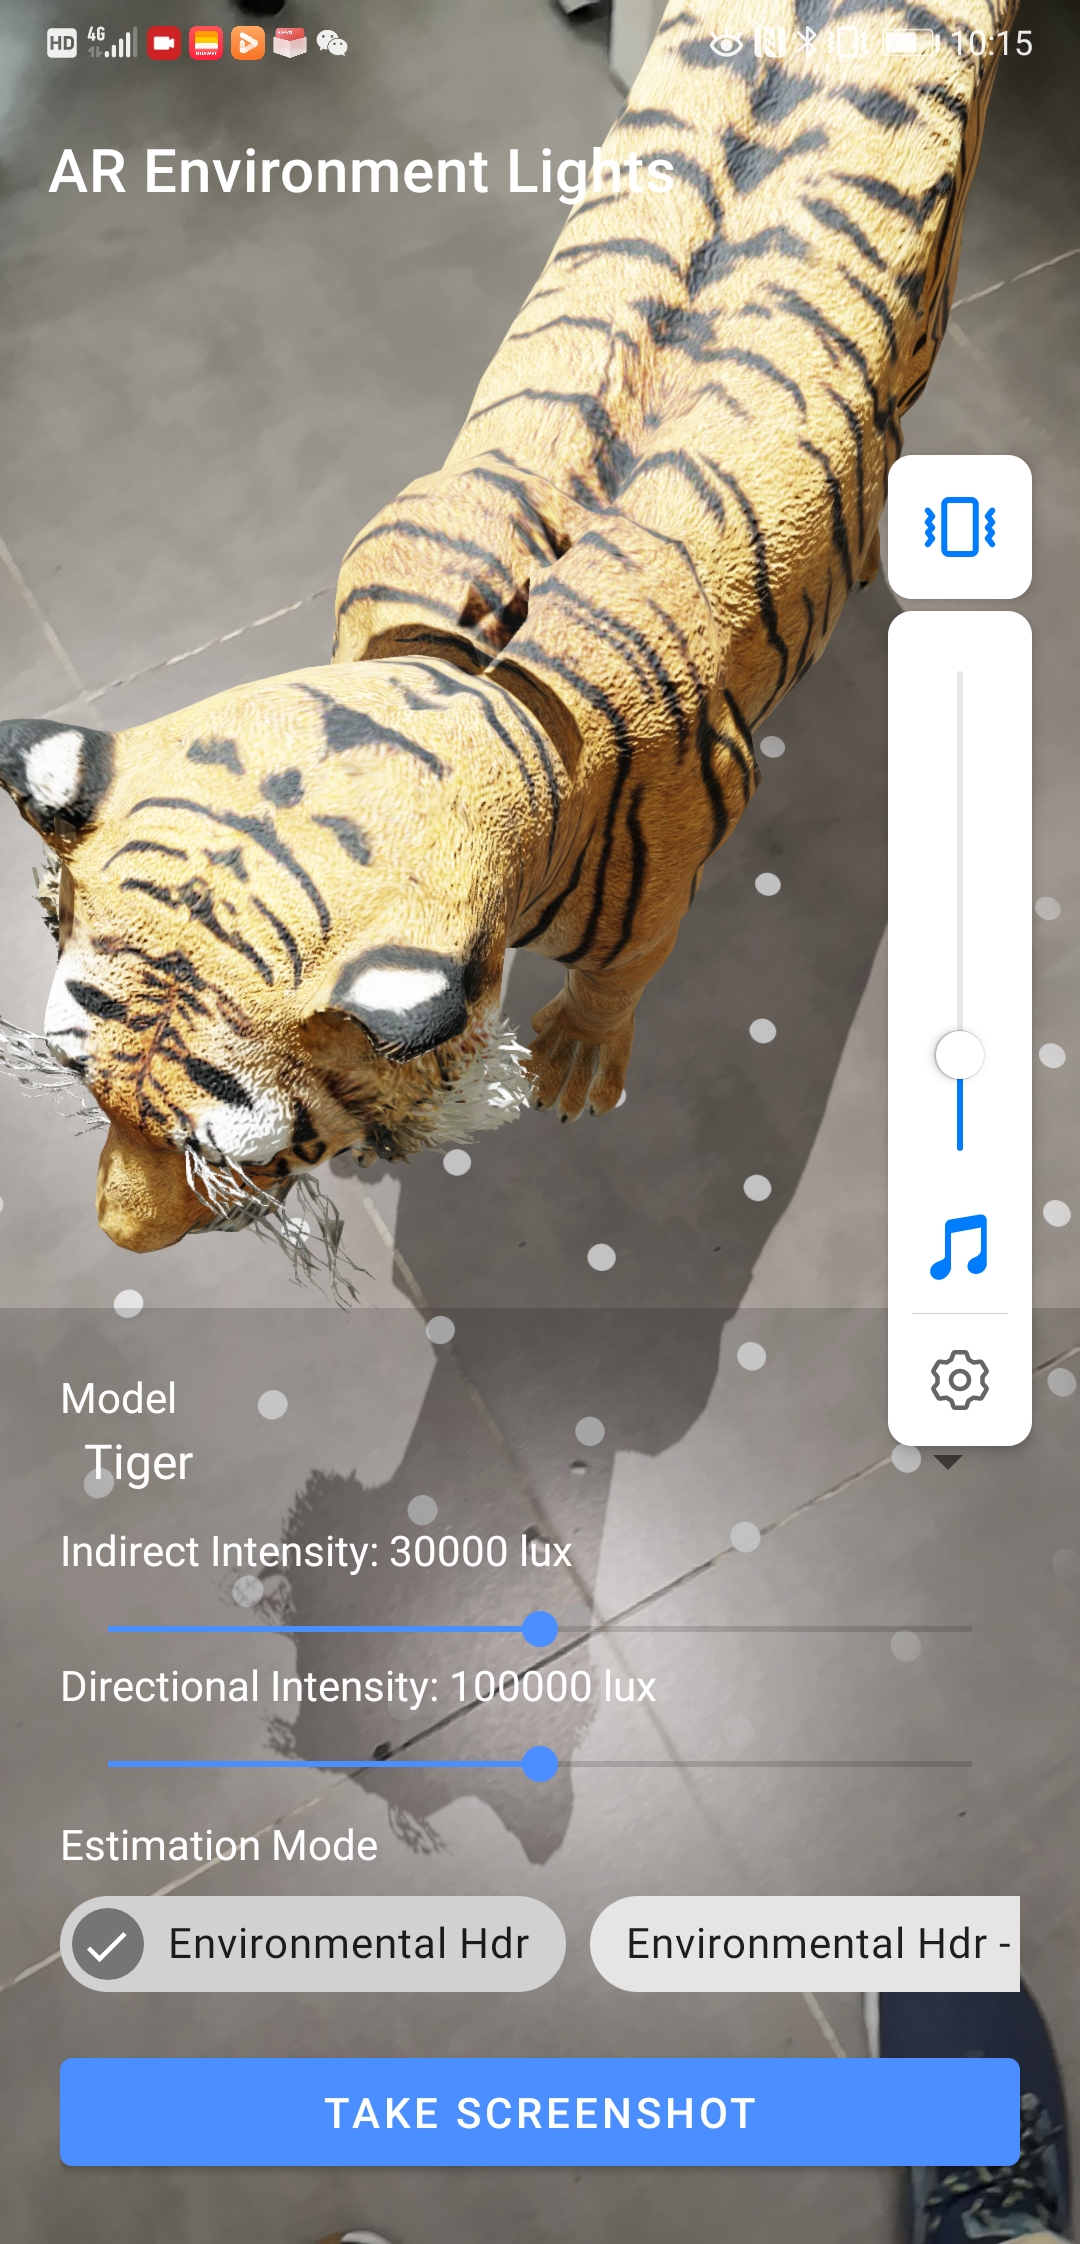 HD 4G 10:15
AR Environment Lights
Model
Tiger
Indirect Intensity: 30000 lux
Directional Intensity: 100000 lux
Estimation Mode
Environmental Hdr Environmental Hdr -
TAKE SCREENSHOT